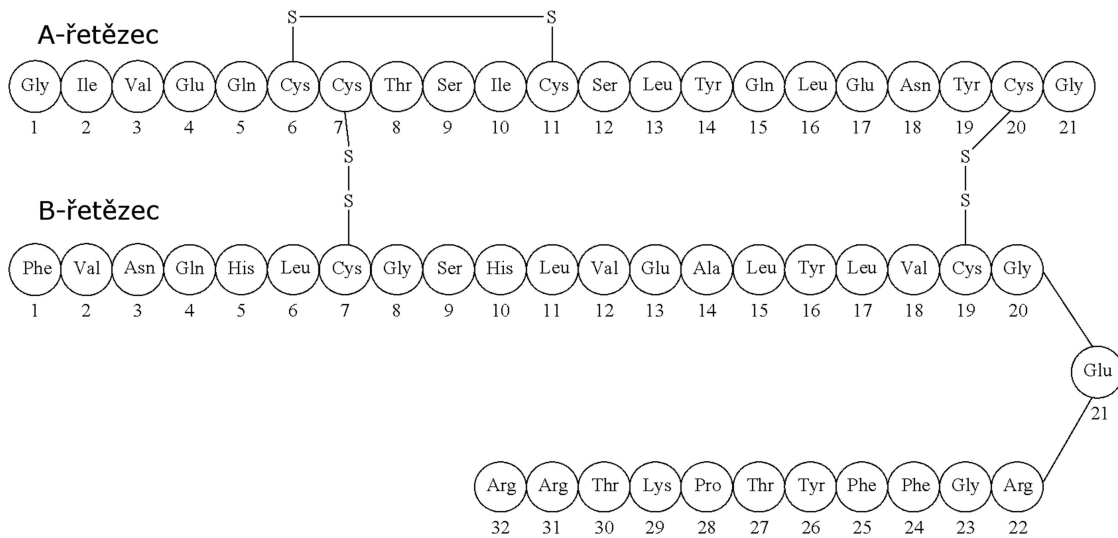 S S
A-řetězec
Gly Ile Val Glu Gln Cys Cys Thr Ser Ile Cys Ser Leu Tyr Gln Leu Glu Asn Tyr Cys Gly
1 2 3 4 5 6 7 8 9 10 11 12 13 14 15 16 17 18 19 20 21
S S
S S
B-řetězec
Phe Val Asn Gln His Leu Cys Gly Ser His Leu Val Glu Ala Leu Tyr Leu Val Cys Gly
1 2 3 4 5 6 7 8 9 10 11 12 13 14 15 16 17 18 19 20
Glu
21
Arg Arg Thr Lys Pro Thr Tyr Phe Phe Gly Arg
32 31 30 29 28 27 26 25 24 23 22